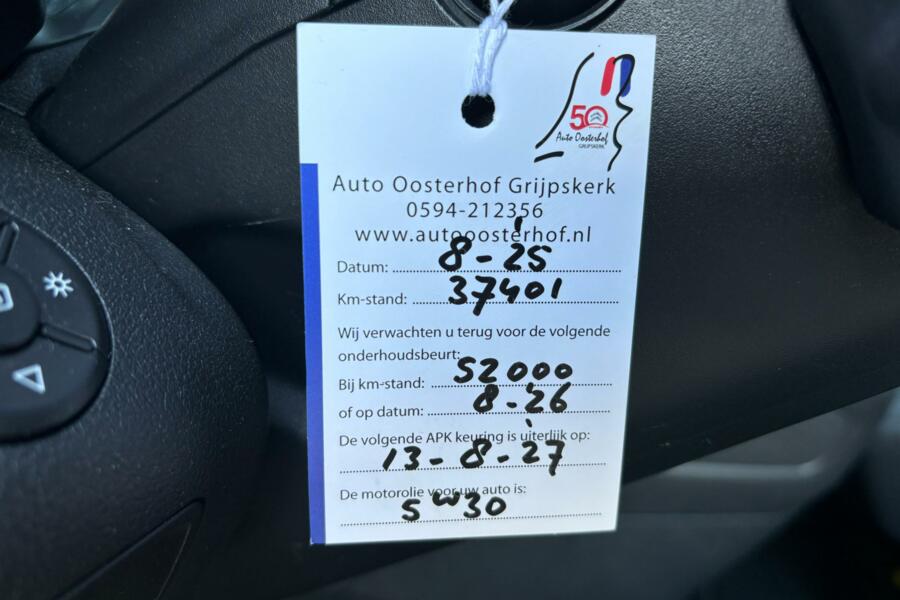 50
Auto Oosterhof
GRIJPSKERK
Auto Oosterhof Grijpskerk
0594-212356
www.autooosterhof.nl
Datum: 8-'25
Km-stand: 37401
Wij verwachten u terug voor de volgende
onderhoudsbeurt:
Bij km-stand: 52000
of op datum: 8-'26
De volgende APK keuring is uiterlijk op:
13-8-'27
De motorolie voor uw auto is:
5W30